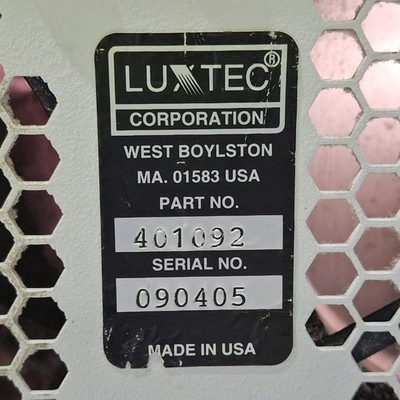 LUXTEC®
CORPORATION
WEST BOYLSTON
MA. 01583 USA
PART NO.
401092
SERIAL NO.
090405
MADE IN USA